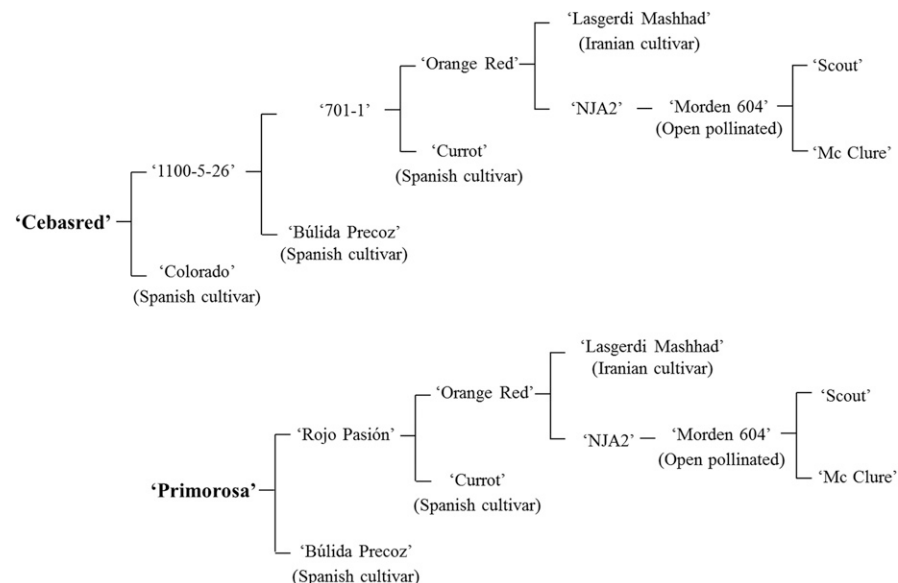 ‘Lasgerdi Mashhad’
(Iranian cultivar)
‘Orange Red’
‘Scout’
‘701-1’
‘NJA2’
‘Morden 604’
(Open pollinated)
‘Currot’
(Spanish cultivar)
‘Mc Clure’
‘1100-5-26’
‘Cebasred’
‘Búlida Precoz’
(Spanish cultivar)
‘Colorado’
(Spanish cultivar)
‘Lasgerdi Mashhad’
(Iranian cultivar)
‘Orange Red’
‘Scout’
‘Rojo Pasión’
‘NJA2’
‘Morden 604’
(Open pollinated)
‘Currot’
(Spanish cultivar)
‘Mc Clure’
‘Primorosa’
‘Búlida Precoz’
(Spanish cultivar)